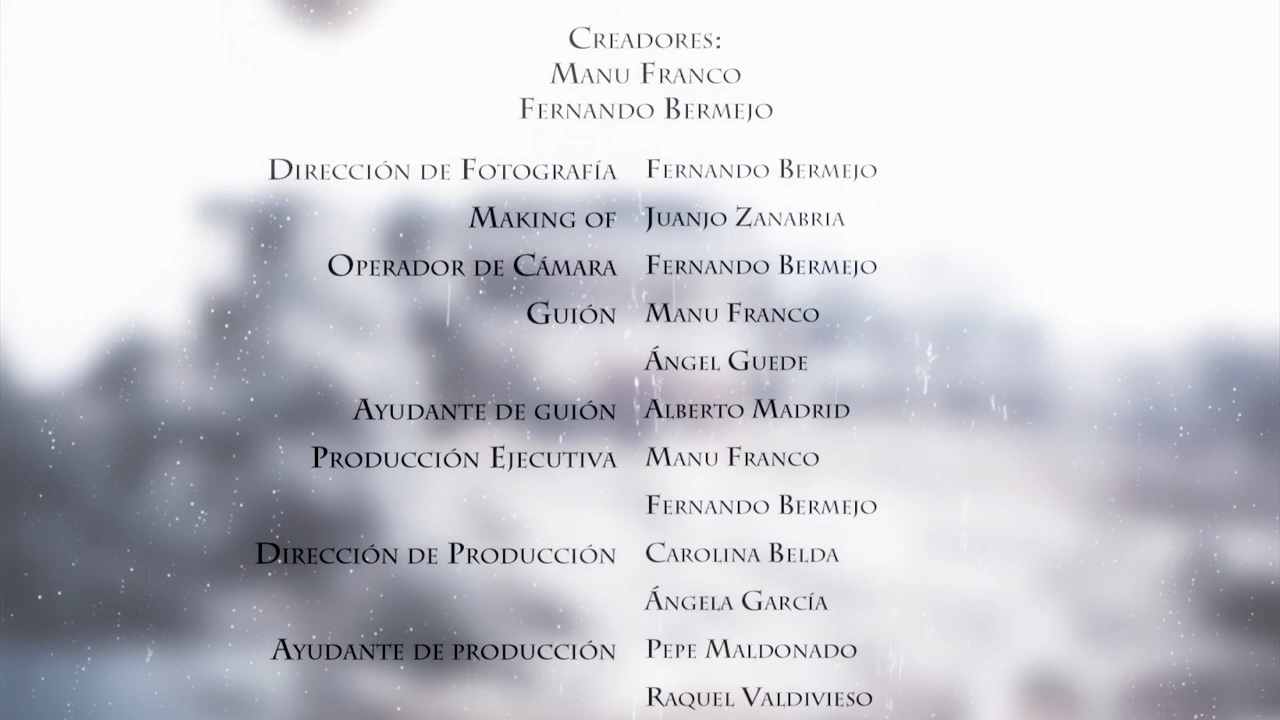 Creadores:
Manu Franco
Fernando Bermejo
Dirección de Fotografía Fernando Bermejo
Making of Juanjo Zanabria
Operador de Cámara Fernando Bermejo
Guión Manu Franco
Ángel Guede
Ayudante de guión Alberto Madrid
Producción Ejecutiva Manu Franco
Fernando Bermejo
Dirección de Producción Carolina Belda
Ángela García
Ayudante de producción Pepe Maldonado
Raquel Valdivieso